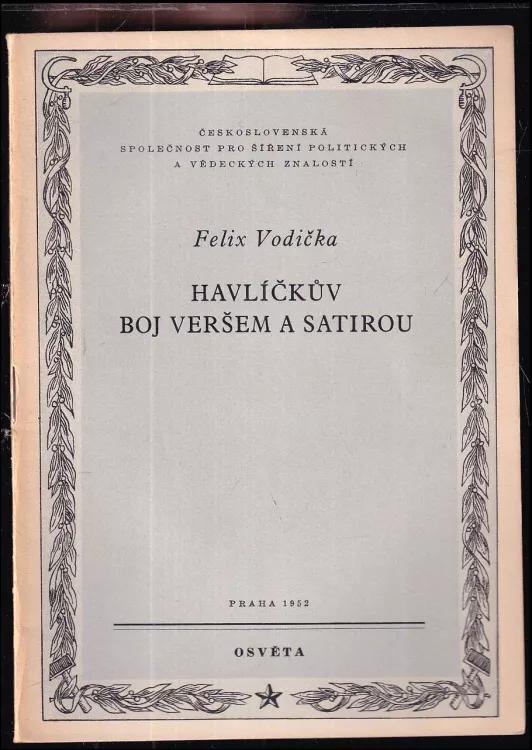 ČESKOSLOVENSKÁ
SPOLEČNOST PRO ŠÍŘENÍ POLITICKÝCH
A VĚDECKÝCH ZNALOSTÍ
Felix Vodička
HAVLÍČKŮV
BOJ VERŠEM A SATIROU
PRAHA 1952
OSVĚTA